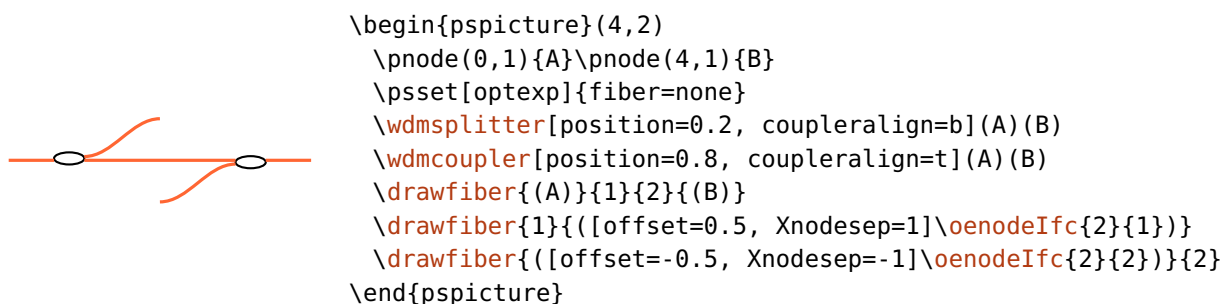 \begin{pspicture}(4,2)
\pnode(0,1){A}\pnode(4,1){B}
\psset[optexp]{fiber=none}
\wdmsplitter[position=0.2, coupleralign=b](A)(B)
\wdmcoupler[position=0.8, coupleralign=t](A)(B)
\drawfiber{(A)}{1}{2}{(B)}
\drawfiber{1}{([offset=0.5, Xnodesep=1]\oenodeIfc{2}{1})}
\drawfiber{([offset=-0.5, Xnodesep=-1]\oenodeIfc{2}{2})}{2}
\end{pspicture}